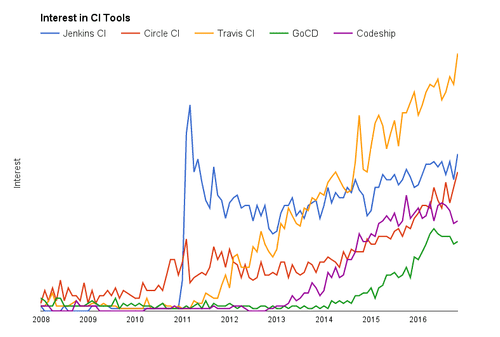 Interest in CI Tools
Jenkins CI Circle CI Travis CI GoCD Codeship
Interest
2008 2009 2010 2011 2012 2013 2014 2015 2016